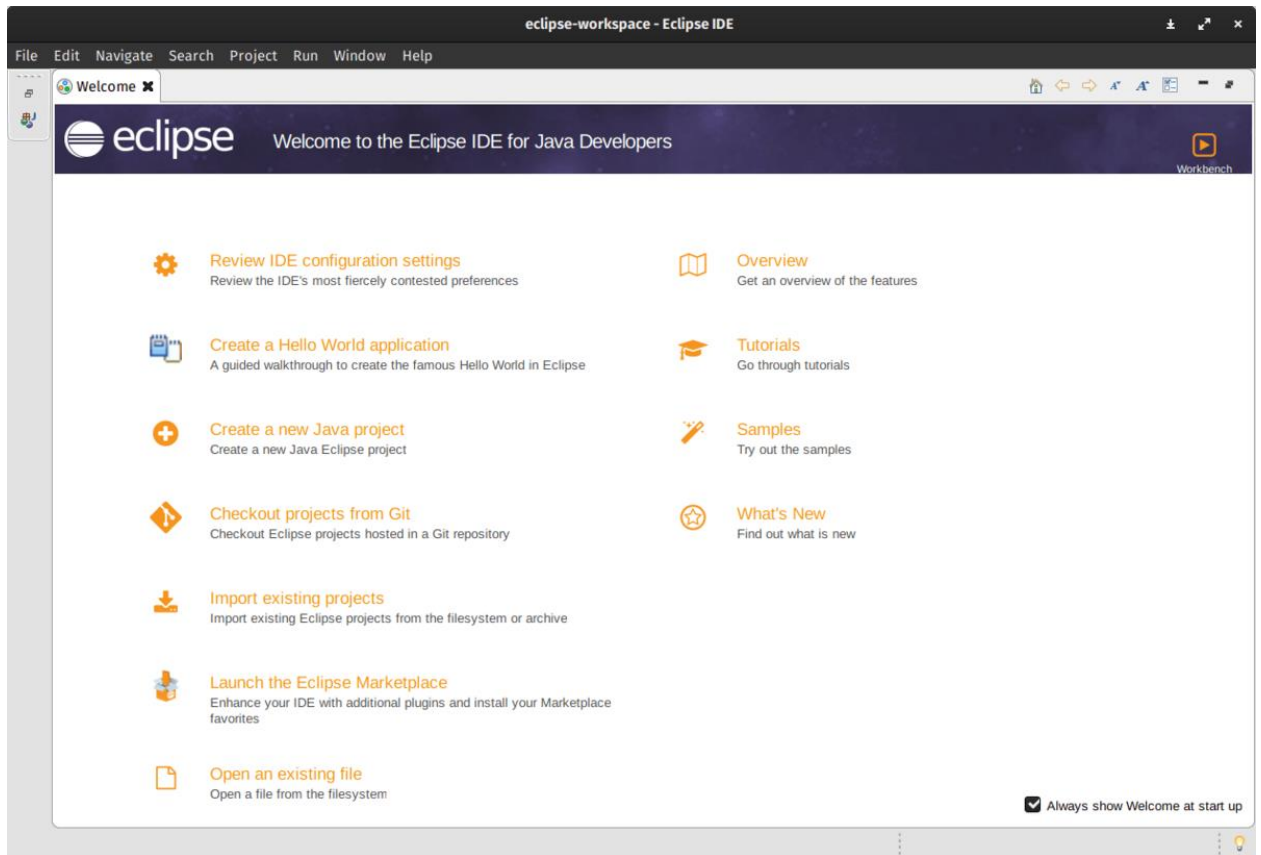 eclipse-workspace - Eclipse IDE
File Edit Navigate Search Project Run Window Help
Welcome
eclipse Welcome to the Eclipse IDE for Java Developers
Workbench
Review IDE configuration settings
Review the IDE's most fiercely contested preferences
Create a Hello World application
A guided walkthrough to create the famous Hello World in Eclipse
Create a new Java project
Create a new Java Eclipse project
Checkout projects from Git
Checkout Eclipse projects hosted in a Git repository
Import existing projects
Import existing Eclipse projects from the filesystem or archive
Launch the Eclipse Marketplace
Enhance your IDE with additional plugins and install your Marketplace
favorites
Open an existing file
Open a file from the filesystem
Overview
Get an overview of the features
Tutorials
Go through tutorials
Samples
Try out the samples
What's New
Find out what is new
Always show Welcome at start up